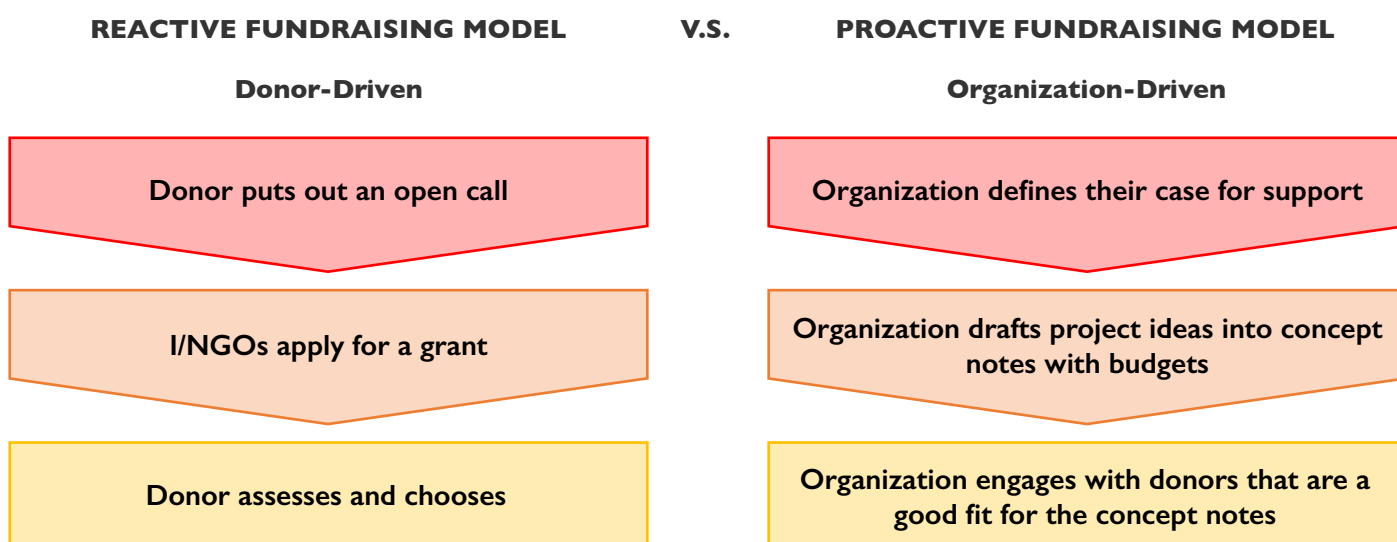 REACTIVE FUNDRAISING MODEL V.S. PROACTIVE FUNDRAISING MODEL
Donor-Driven
Organization-Driven
Donor puts out an open call
Organization defines their case for support
I/NGOs apply for a grant
Organization drafts project ideas into concept
notes with budgets
Donor assesses and chooses
Organization engages with donors that are a
good fit for the concept notes